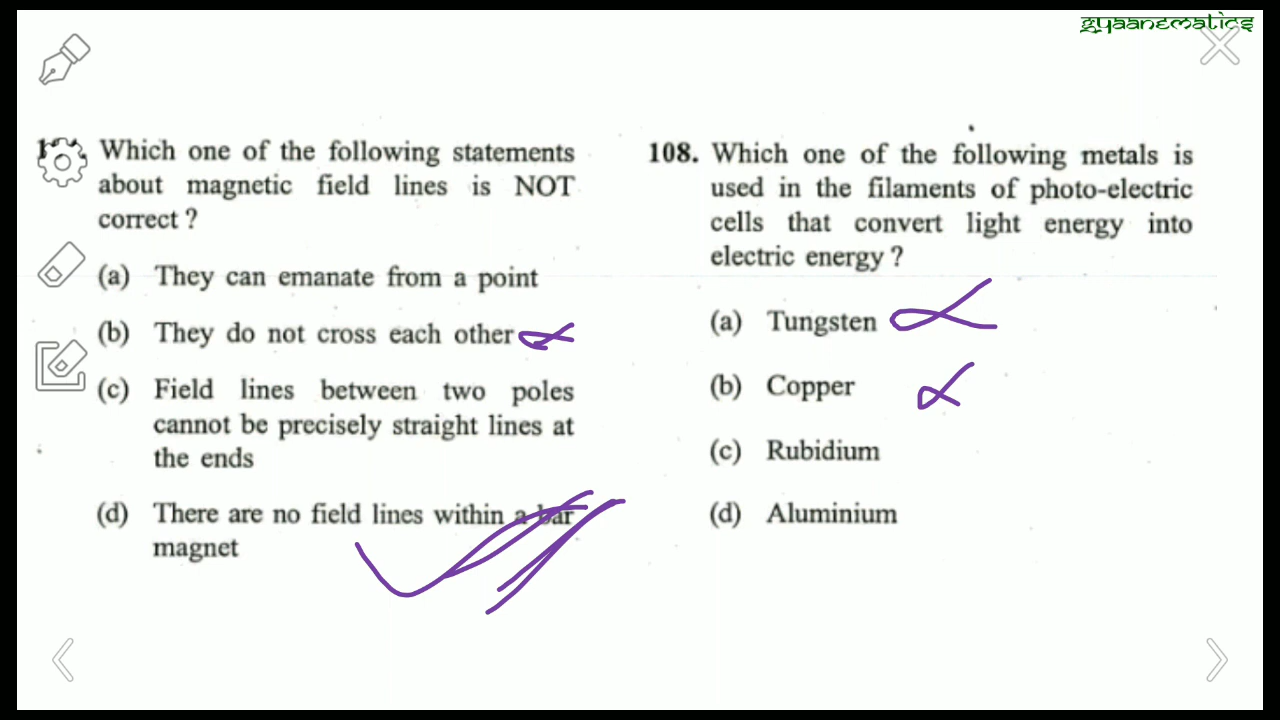 gyaanematics
Which one of the following statements
about magnetic field lines is NOT
correct ?
(a) They can emanate from a point
(b) They do not cross each other
(c) Field lines between two poles
cannot be precisely straight lines at
the ends
(d) There are no field lines within a bar
magnet
108. Which one of the following metals is
used in the filaments of photo-electric
cells that convert light energy into
electric energy ?
(a) Tungsten
(b) Copper
(c) Rubidium
(d) Aluminium